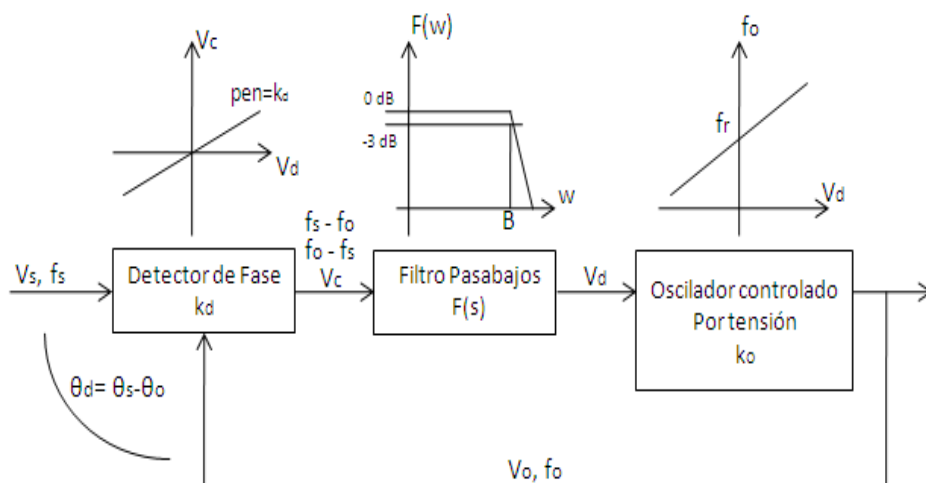 Vc
pen=kd
Vd
F(w)
0 dB
-3 dB
B
w
fo
fr
Vd
Vs, fs
Detector de Fase
kd
fs - fo
fo - fs
Vc
Filtro Pasabajos
F(s)
Vd
Oscilador controlado
Por tensión
ko
θd= θs-θo
Vo, fo